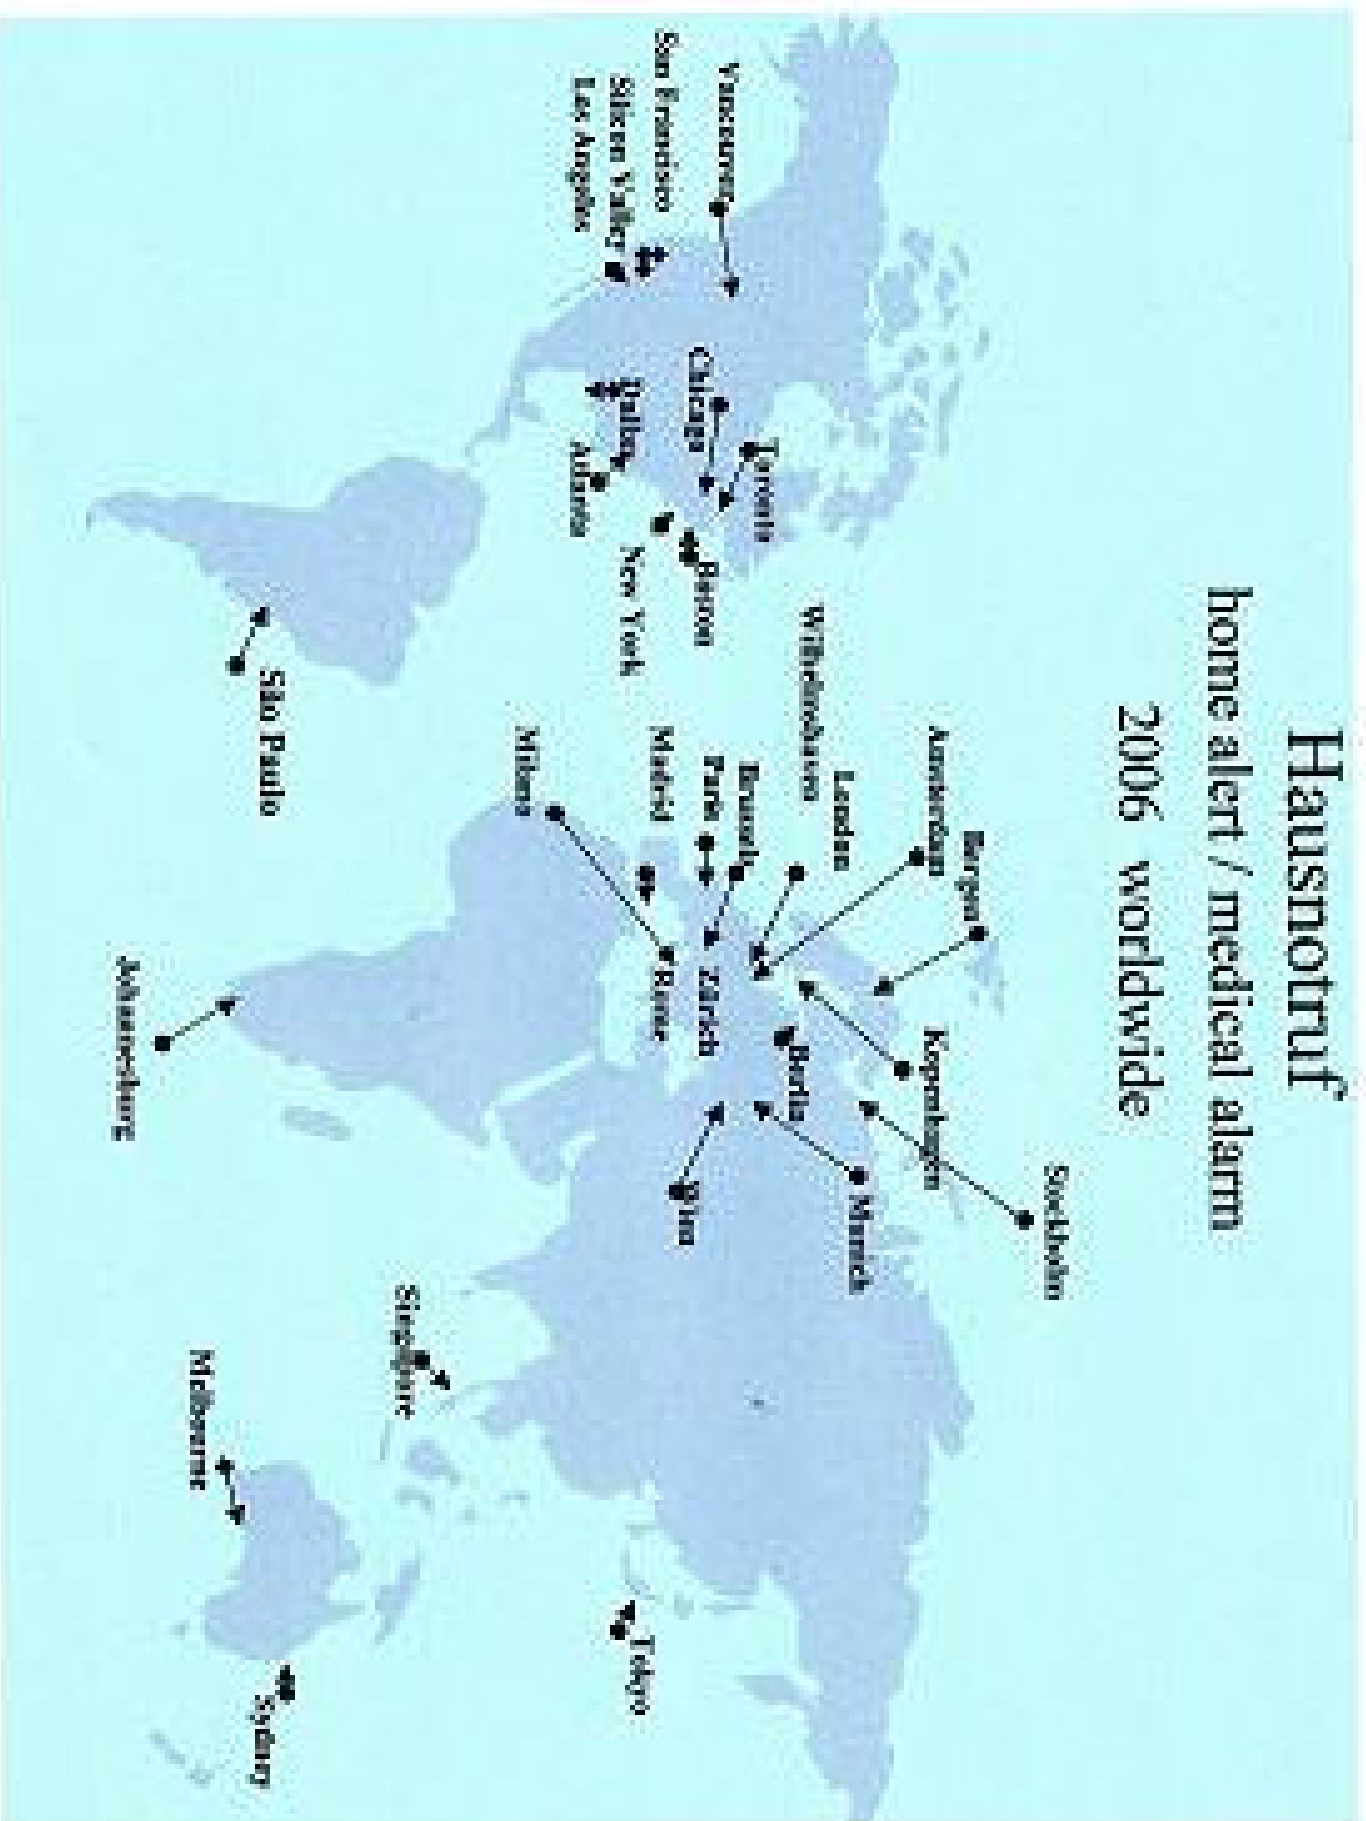 Hausnotruf
home alert / medical alarm
2006 worldwide
Stockholm
Bergen
Amsterdam
Kopenhagen
Munich
London
Wilhelmshaven
Berlin
Toronto
Brussels
Vancouver
Paris
Chicago
Boston
Zürich
Wien
San Francisco
Madrid
Rome
Silicon Valley
Dallas
New York
Tokyo
Los Angeles
Atlanta
Milano
Singapore
São Paulo
Sydney
Melbourne
Johannesburg